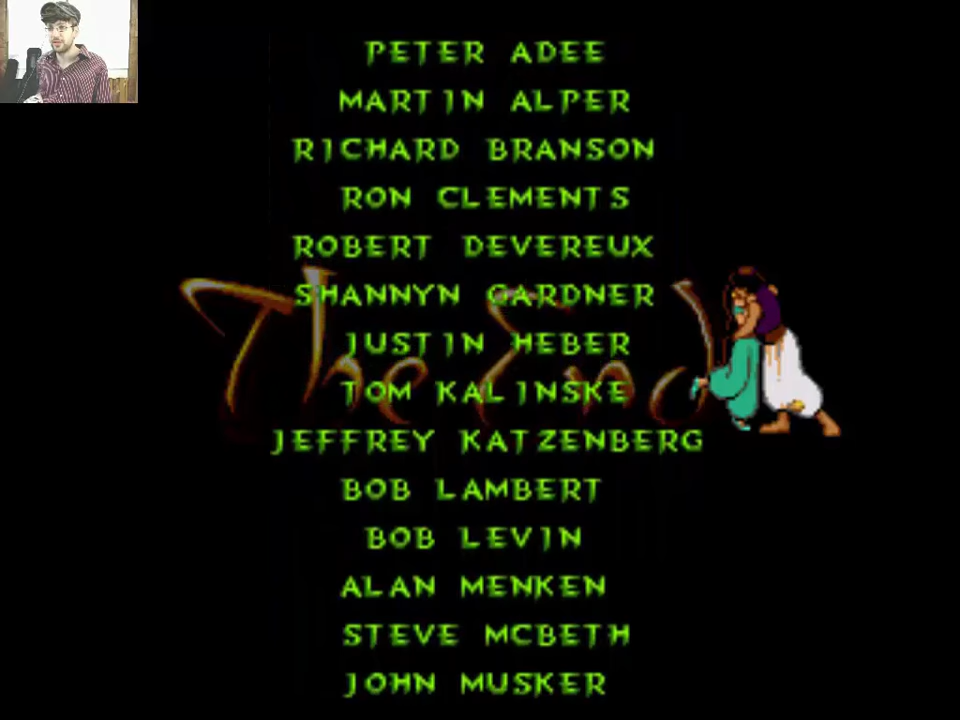 PETER ADEE
MARTIN ALPER
RICHARD BRANSON
RON CLEMENTS
ROBERT DEVEREUX
SHANNYN GARDNER
JUSTIN HEBER
TOM KALINSKE
JEFFREY KATZENBERG
BOB LAMBERT
BOB LEVIN
ALAN MENKEN
STEVE MCBETH
JOHN MUSKER
The End